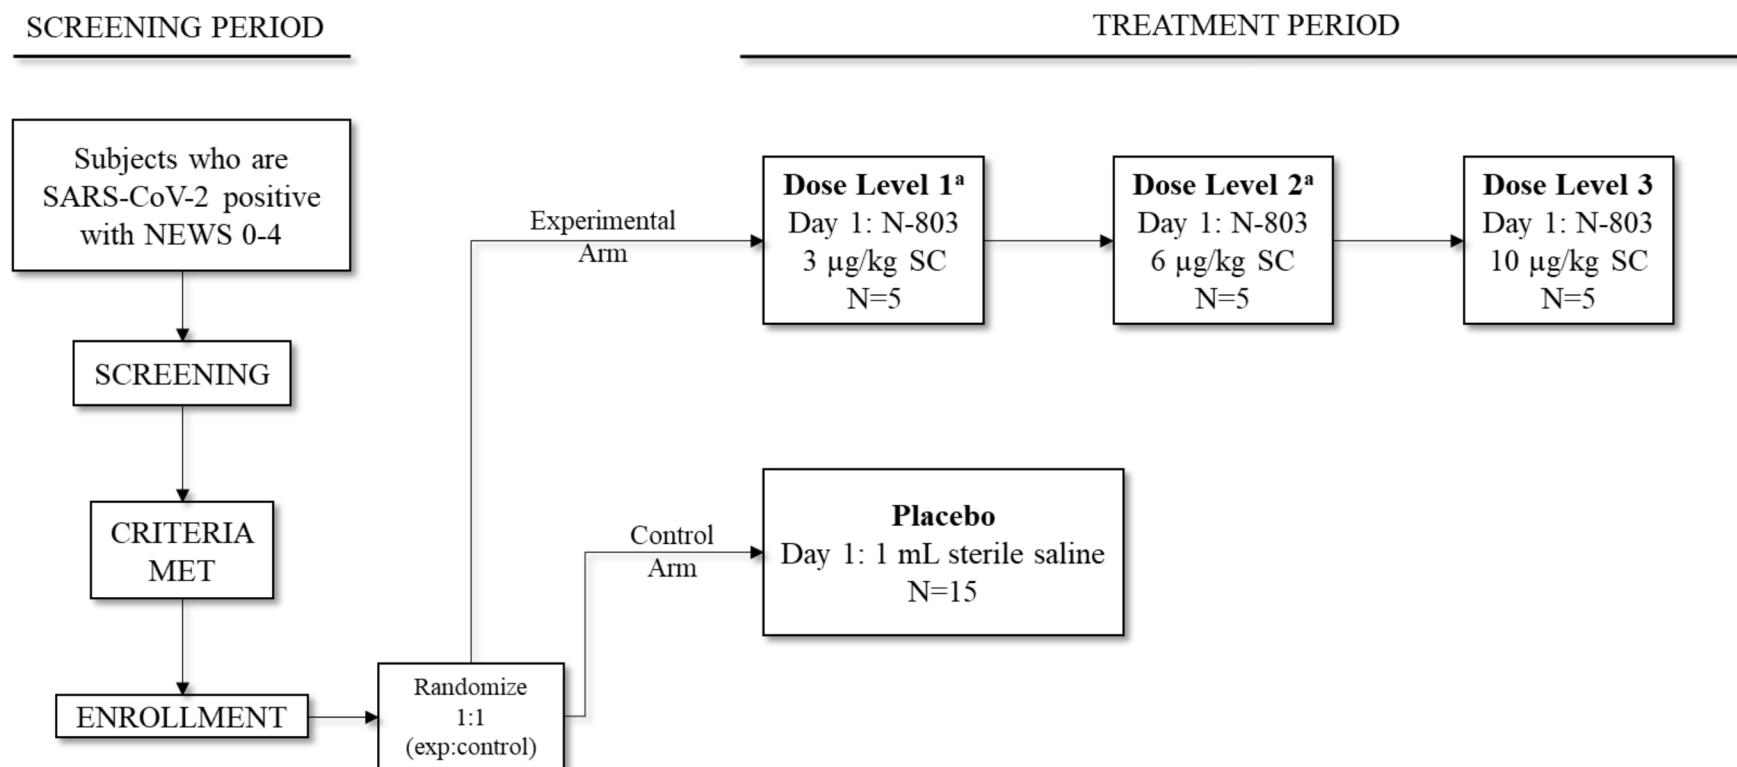 SCREENING PERIOD
TREATMENT PERIOD
Subjects who are
SARS-CoV-2 positive
with NEWS 0-4
SCREENING
CRITERIA
MET
ENROLLMENT
Randomize
1:1
(exp:control)
Experimental
Arm
Dose Level 1ᵃ
Day 1: N-803
3 µg/kg SC
N=5
Dose Level 2ᵃ
Day 1: N-803
6 µg/kg SC
N=5
Dose Level 3
Day 1: N-803
10 µg/kg SC
N=5
Control
Arm
Placebo
Day 1: 1 mL sterile saline
N=15